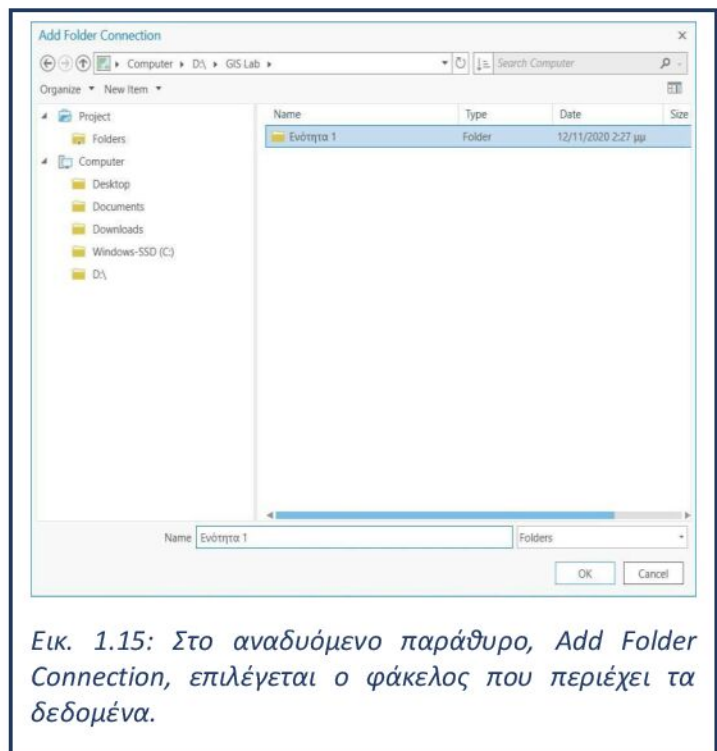 Add Folder Connection
Computer D:\ GIS Lab Search Computer
Organize New Item
Project
Folders
Computer
Desktop
Documents
Downloads
Windows-SSD (C:)
D:\
Name Type Date Size
Ενότητα 1 Folder 12/11/2020 2:27 μμ
Name Ενότητα 1 Folders
OK Cancel
Εικ. 1.15: Στο αναδυόμενο παράθυρο, Add Folder
Connection, επιλέγεται ο φάκελος που περιέχει τα
δεδομένα.